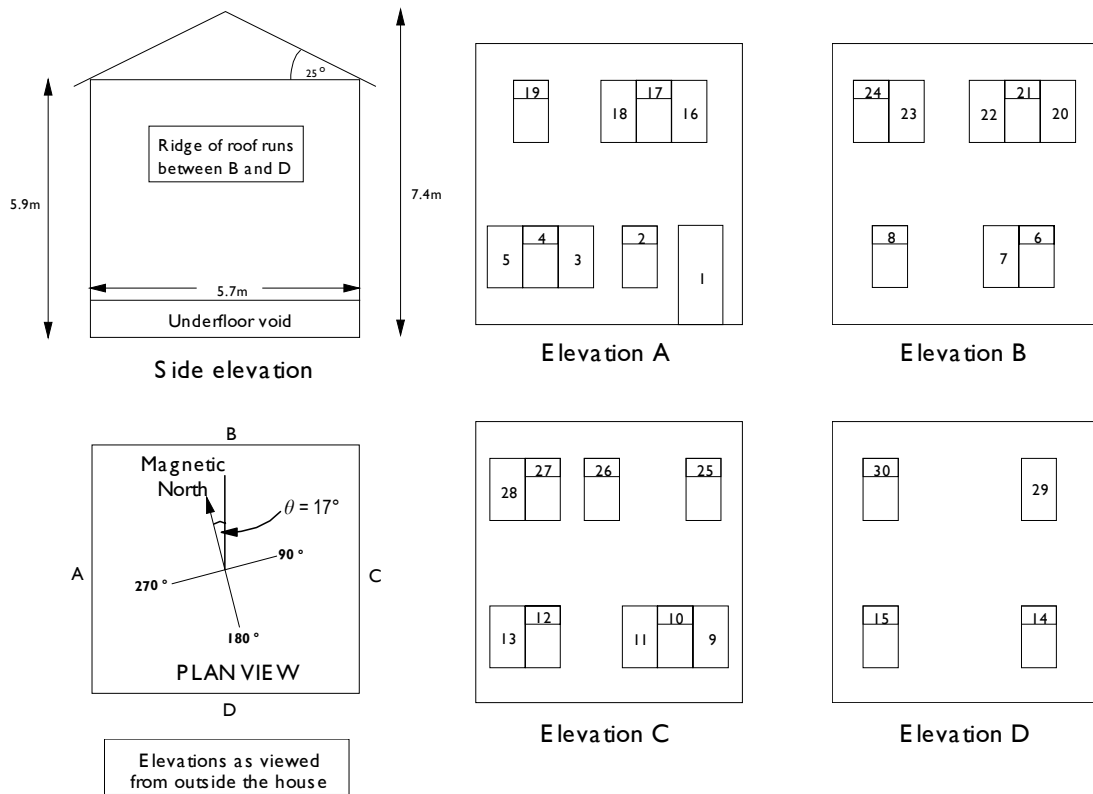 25°
Ridge of roof runs
between B and D
5.9m
7.4m
5.7m
Underfloor void
Side elevation
19
18
17
16
5
4
3
2
1
Elevation A
24
23
22
21
20
8
7
6
Elevation B
B
Magnetic
North
θ = 17°
90 °
A
270 °
C
180 °
PLAN VIEW
D
Elevations as viewed
from outside the house
28
27
26
25
13
12
11
10
9
Elevation C
30
29
15
14
Elevation D